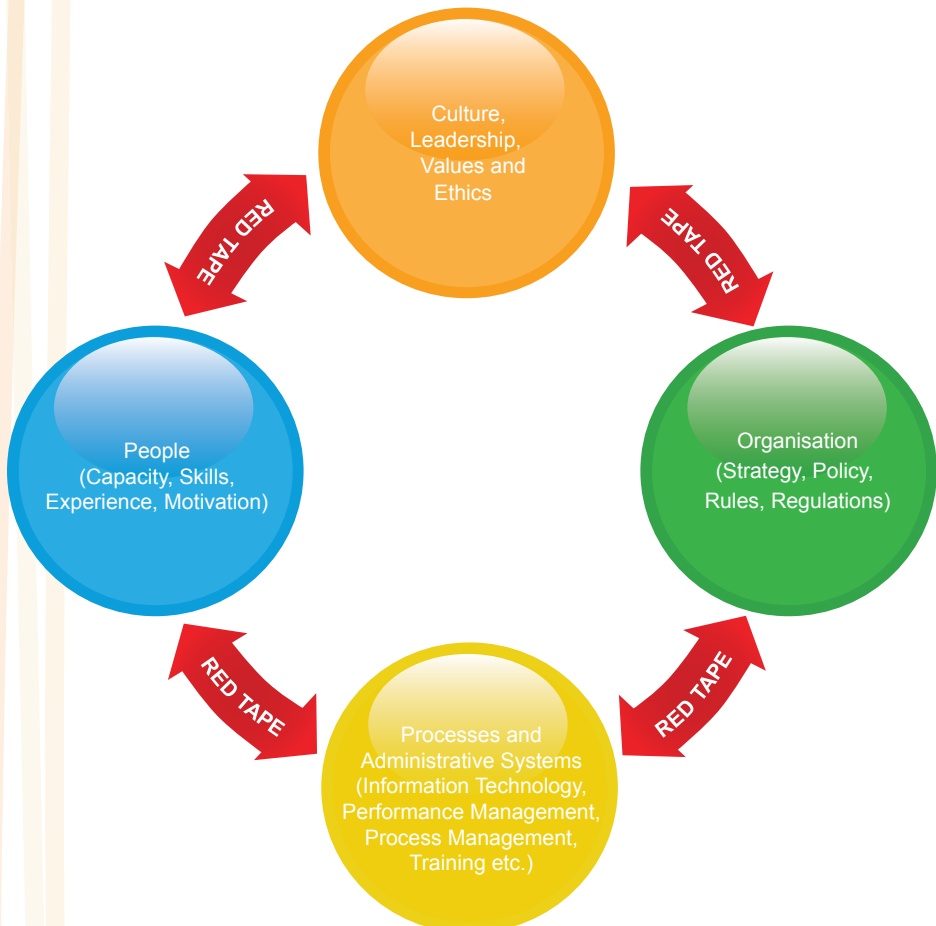 Culture,
Leadership,
Values and
Ethics
RED TAPE
RED TAPE
People
(Capacity, Skills,
Experience, Motivation)
Organisation
(Strategy, Policy,
Rules, Regulations)
RED TAPE
RED TAPE
Processes and
Administrative Systems
(Information Technology,
Performance Management,
Process Management,
Training etc.)